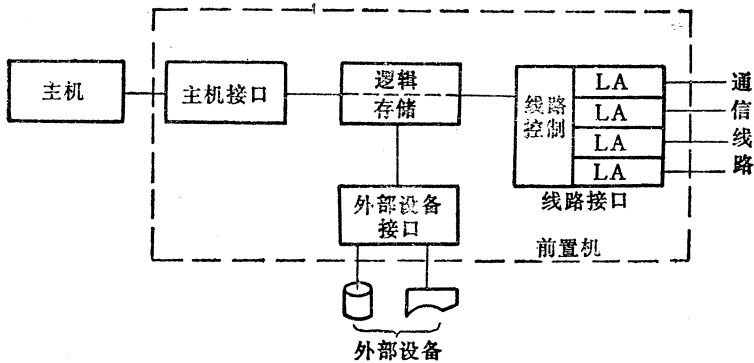 主机
主机接口
逻辑
存储
线路
控制
LA
LA
LA
LA
通
信
线
路
线路接口
外部设备
接口
前置机
外部设备